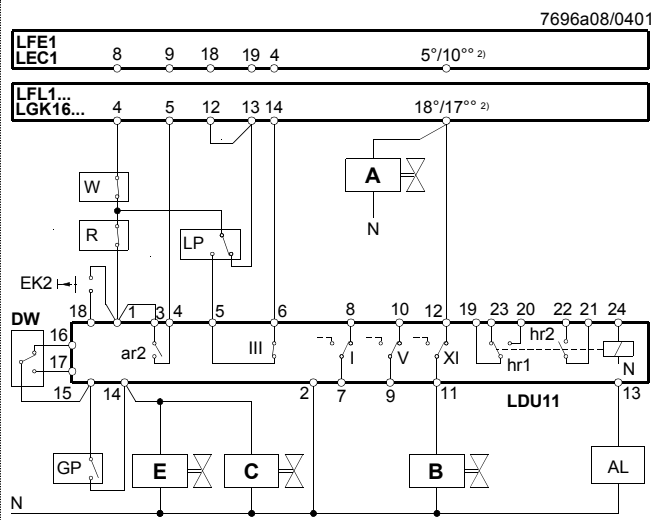 7696a08/0401
LFE1
LEC1
8 9 18 19 4 5°/10°° 2)
LFL1...
LGK16...
4 5 12 13 14 18°/17°° 2)
A
W
N
R
LP
EK2
18 1 3 4 5 6 8 10 12 19 23 20 22 21 24
DW
16
17
ar2
III
I
V
XI
hr1
hr2
N
15 14 2 7 9 11 13
LDU11
GP
E
C
B
AL
N